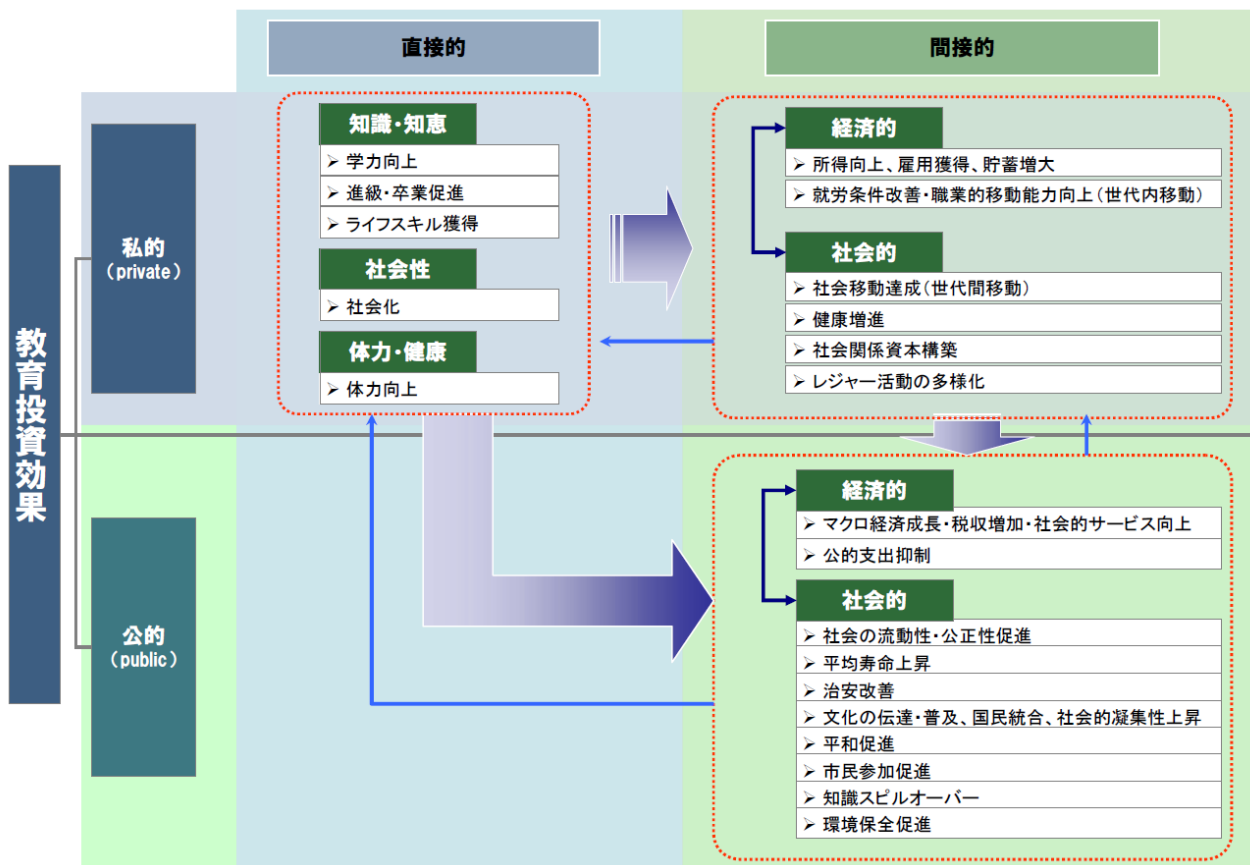 直接的
間接的
教育投資効果
私的
（private）
知識・知恵
➢ 学力向上
➢ 進級・卒業促進
➢ ライフスキル獲得
社会性
➢ 社会化
体力・健康
➢ 体力向上
経済的
➢ 所得向上、雇用獲得、貯蓄増大
➢ 就労条件改善・職業的移動能力向上（世代内移動）
社会的
➢ 社会移動達成（世代間移動）
➢ 健康増進
➢ 社会関係資本構築
➢ レジャー活動の多様化
公的
（public）
経済的
➢ マクロ経済成長・税収増加・社会的サービス向上
➢ 公的支出抑制
社会的
➢ 社会の流動性・公正性促進
➢ 平均寿命上昇
➢ 治安改善
➢ 文化の伝達・普及、国民統合、社会的凝集性上昇
➢ 平和促進
➢ 市民参加促進
➢ 知識スピルオーバー
➢ 環境保全促進